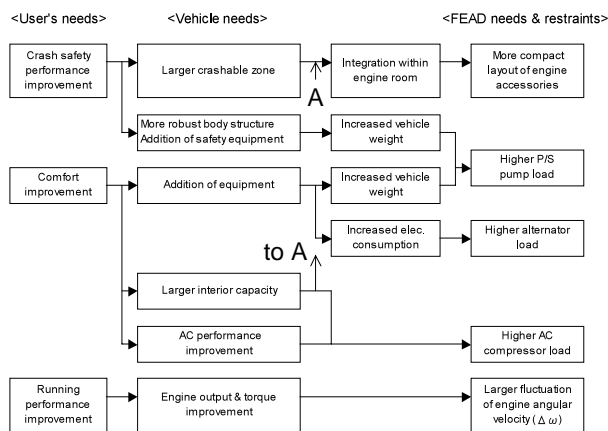 <User's needs>
<Vehicle needs>
<FEAD needs & restraints>
Crash safety
performance
improvement
Larger crashable zone
A
Integration within
engine room
More compact
layout of engine
accessories
More robust body structure
Addition of safety equipment
Increased vehicle
weight
Higher P/S
pump load
Comfort
improvement
Addition of equipment
Increased vehicle
weight
Increased elec.
consumption
Higher alternator
load
to A
Larger interior capacity
AC performance
improvement
Higher AC
compressor load
Running
performance
improvement
Engine output & torque
improvement
Larger fluctuation
of engine angular
velocity (Δω)